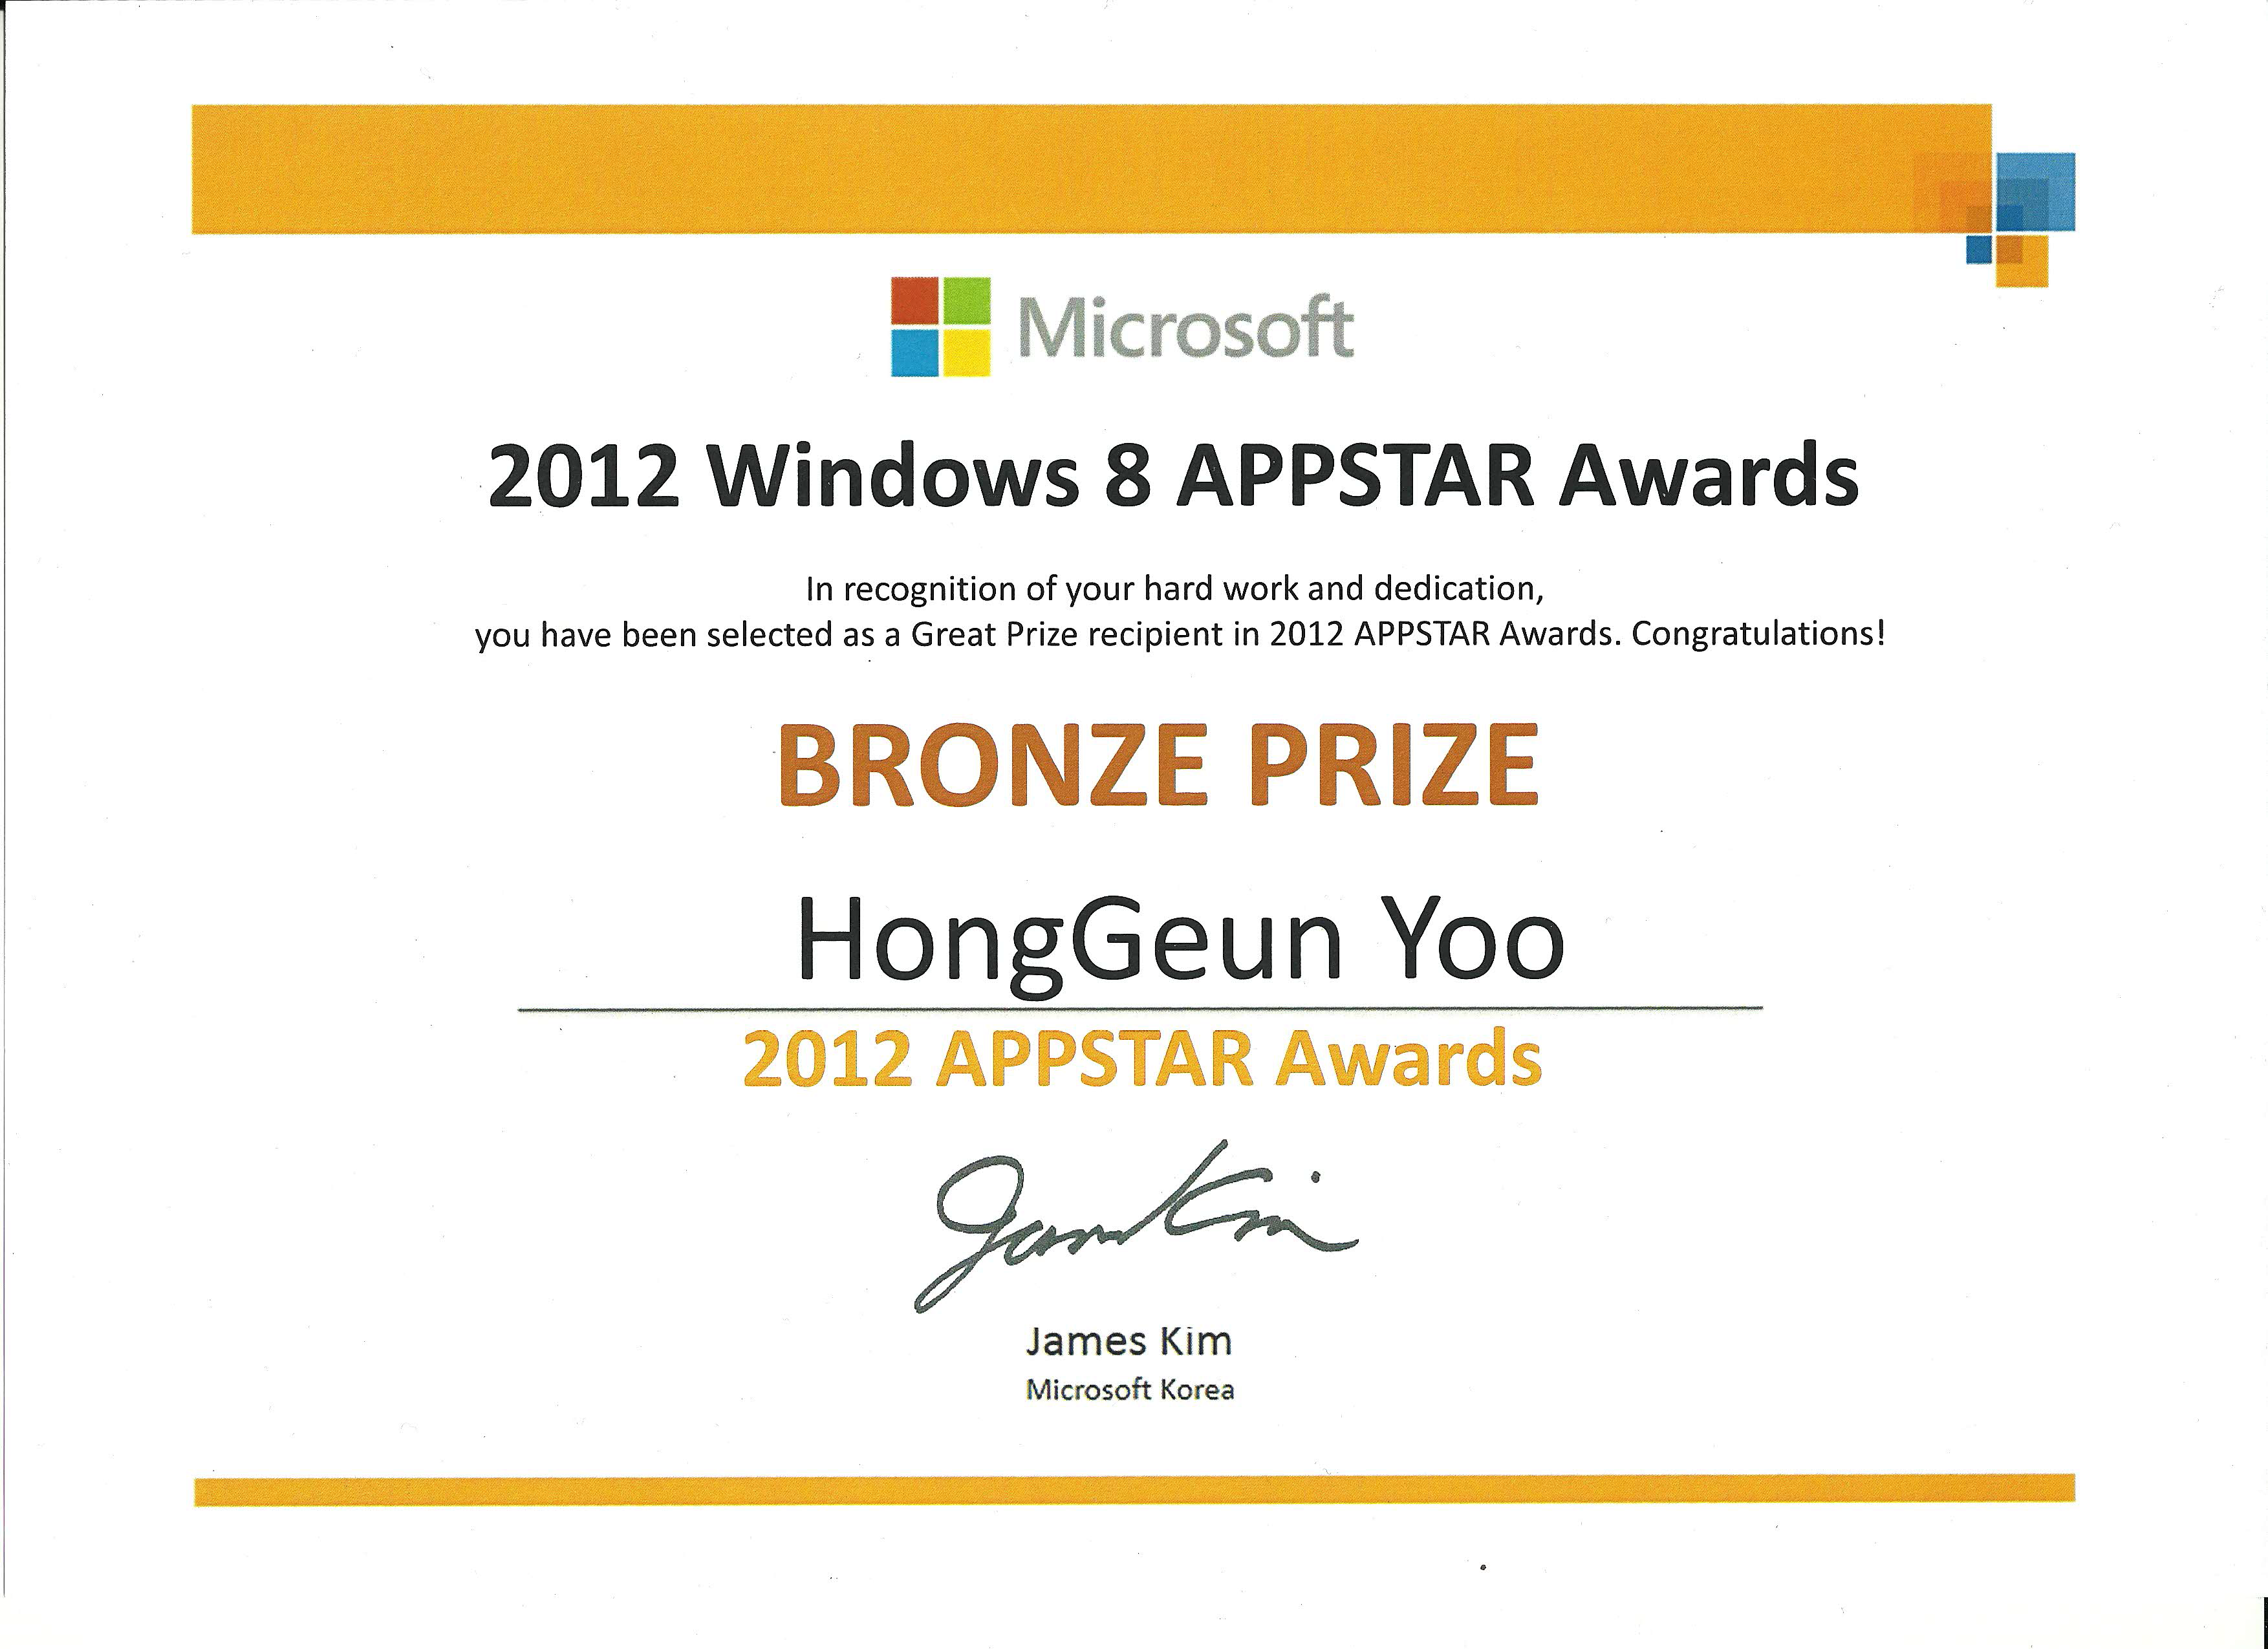 Microsoft
2012 Windows 8 APPSTAR Awards
In recognition of your hard work and dedication,
you have been selected as a Great Prize recipient in 2012 APPSTAR Awards. Congratulations!
BRONZE PRIZE
HongGeun Yoo
2012 APPSTAR Awards
James Kim
James Kim
Microsoft Korea